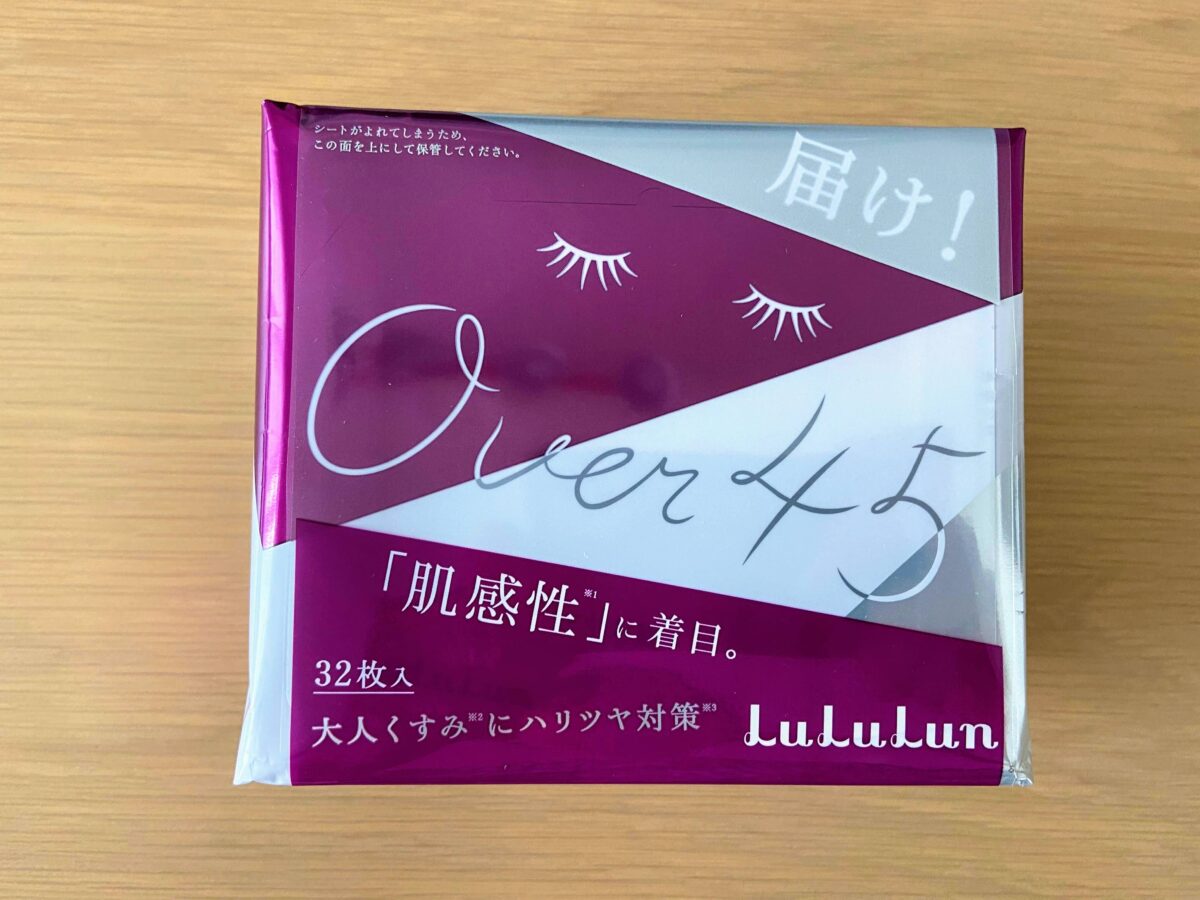 シートがよれてしまうため、
この面を上にして保管してください。
届け！
Over45
「肌感性※1」に着目。
32枚入
大人くすみ※2にハリツヤ対策※3
LuLuLun